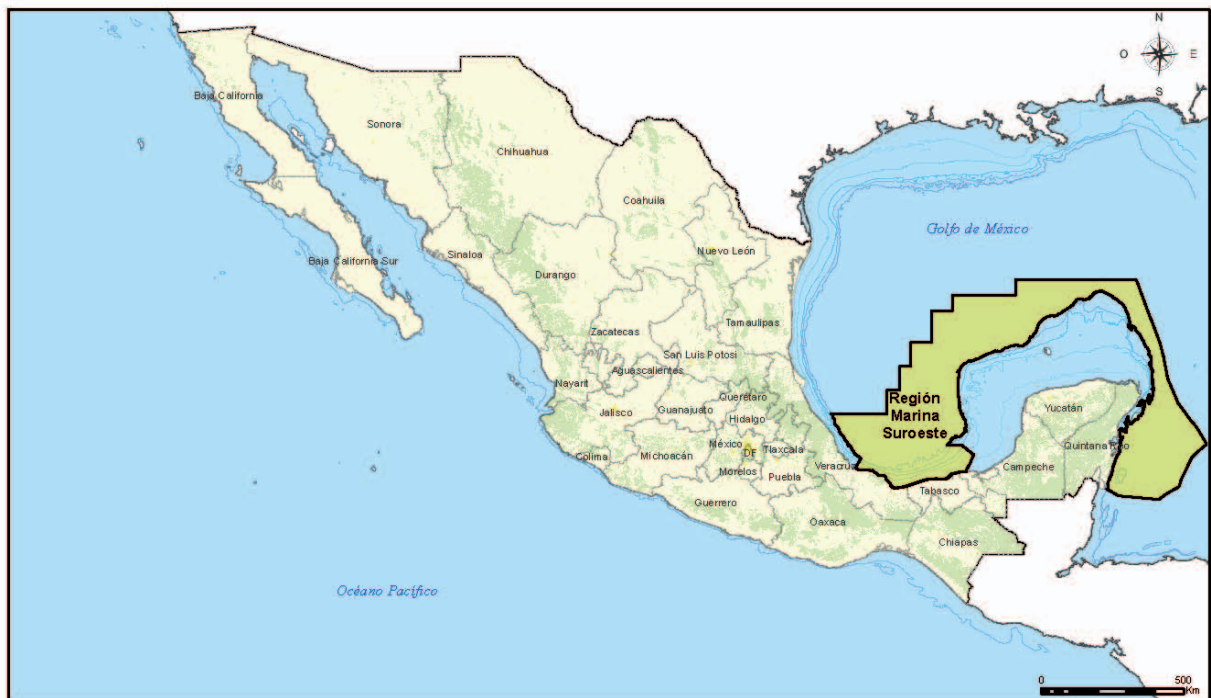 N
O E
S
Baja California
Sonora
Chihuahua
Coahuila
Nuevo León
Golfo de México
Baja California Sur
Sinaloa
Durango
Tamaulipas
Zacatecas
San Luis Potosi
Aguascalientes
Nayarit
Querétaro
Jalisco
Guanajuato
Hidalgo
Región
Marina
Suroeste
Yucatán
Quintana Roo
México
DF
Tlaxcala
Colima
Michoacán
Morelos
Puebla
Veracruz
Campeche
Tabasco
Guerrero
Oaxaca
Chiapas
Océano Pacífico
0 500
Km